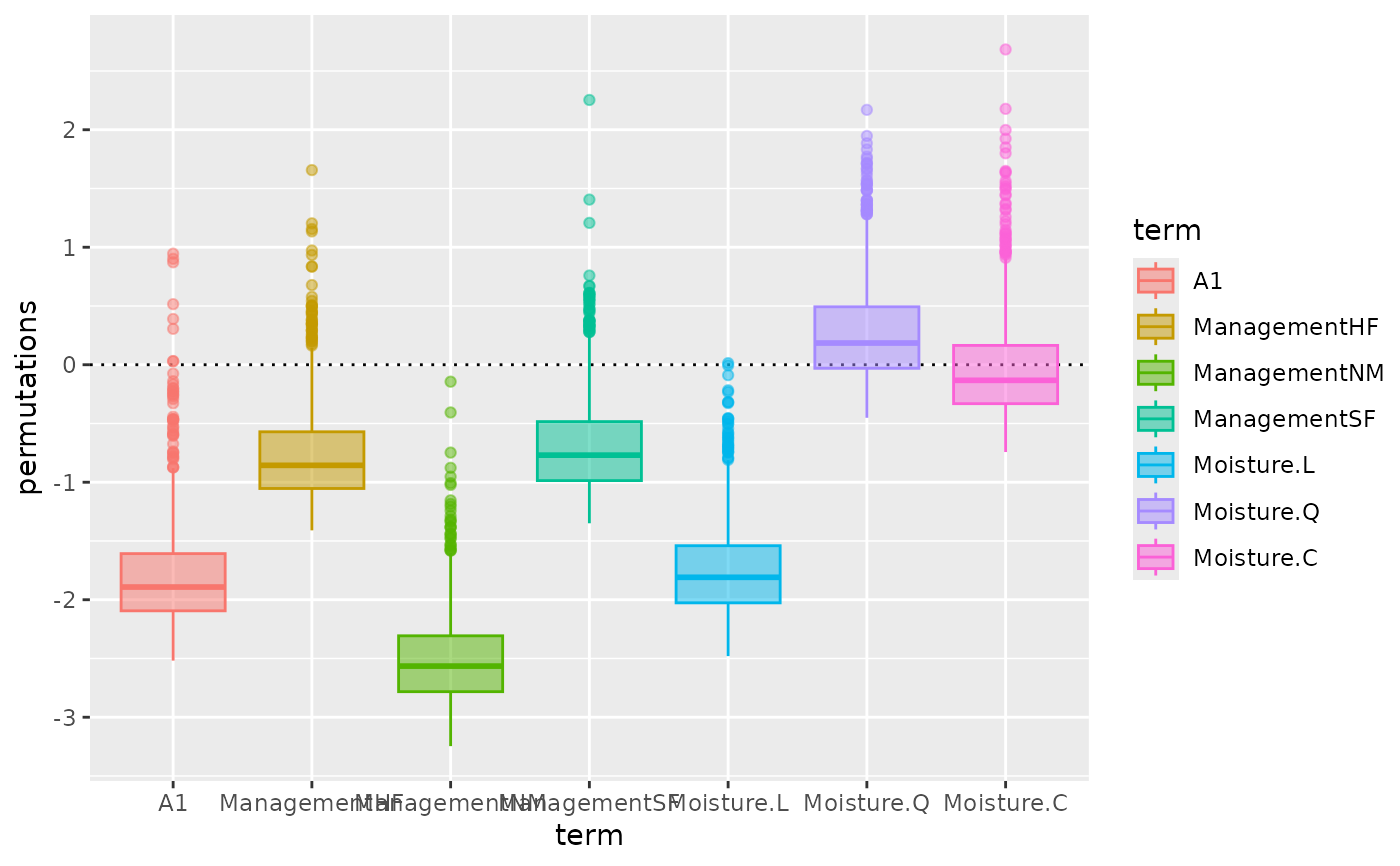 permutations
2
1
0
-1
-2
-3
A1 ManagementHF ManagementNM ManagementSF Moisture.L Moisture.Q Moisture.C
term
term
A1
ManagementHF
ManagementNM
ManagementSF
Moisture.L
Moisture.Q
Moisture.C